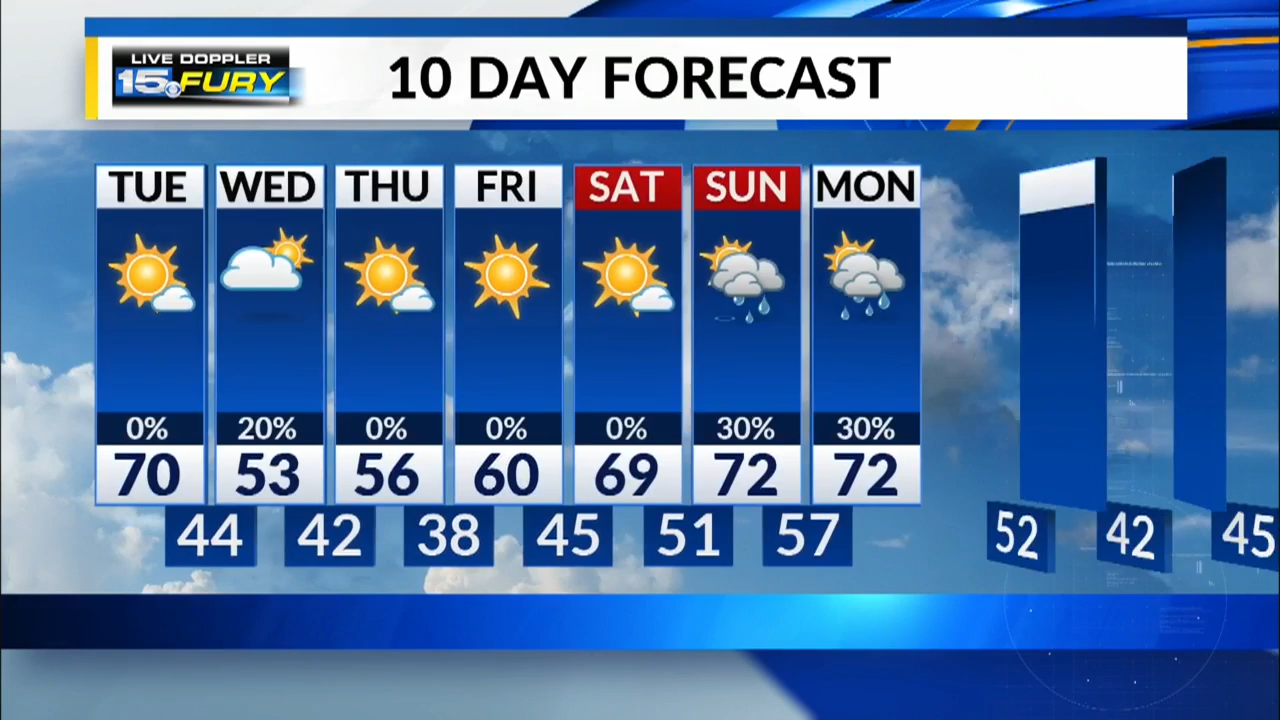 LIVE DOPPLER
15 FURY
10 DAY FORECAST
TUE WED THU FRI SAT SUN MON
0% 20% 0% 0% 0% 30% 30%
70 53 56 60 69 72 72
44 42 38 45 51 57 52 42 45